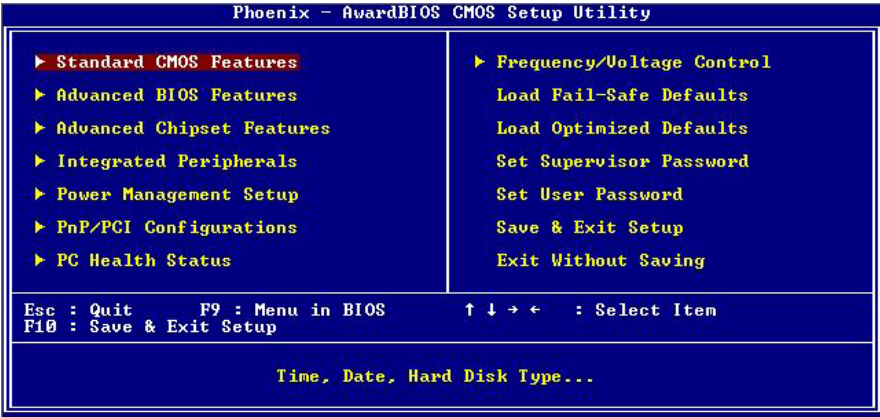 Phoenix - AwardBIOS CMOS Setup Utility
Standard CMOS Features
Advanced BIOS Features
Advanced Chipset Features
Integrated Peripherals
Power Management Setup
PnP/PCI Configurations
PC Health Status
Frequency/Voltage Control
Load Fail-Safe Defaults
Load Optimized Defaults
Set Supervisor Password
Set User Password
Save & Exit Setup
Exit Without Saving
Esc : Quit F9 : Menu in BIOS ↑ ↓ → ← : Select Item
F10 : Save & Exit Setup
Time, Date, Hard Disk Type...